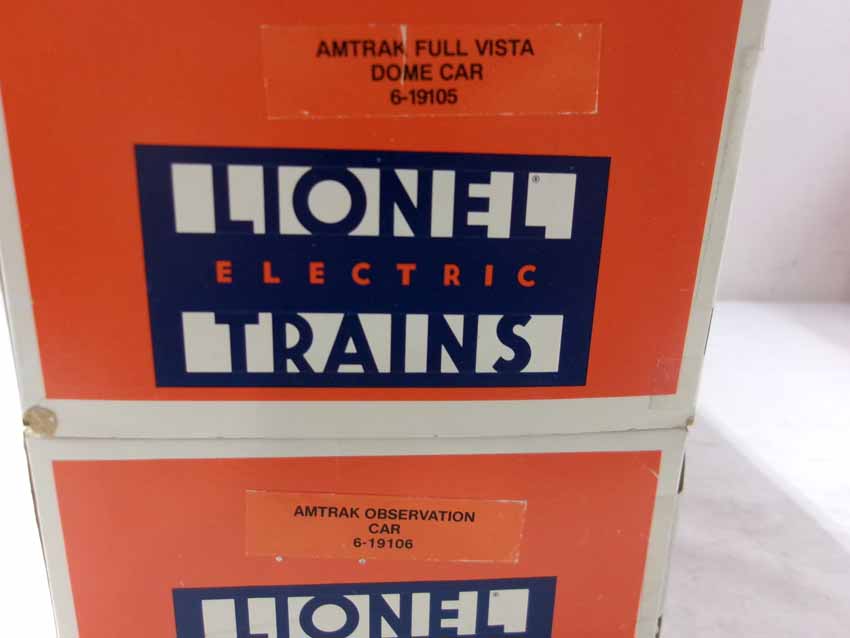 AMTRAK FULL VISTA
DOME CAR
6-19105
LIONEL®
ELECTRIC
TRAINS
AMTRAK OBSERVATION
CAR
6-19106
LIONEL®